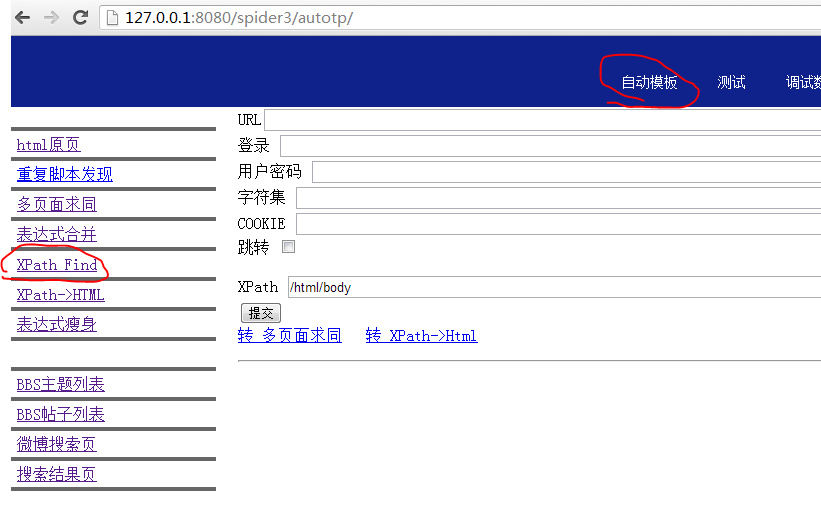 127.0.0.1:8080/spider3/autotp/
自动模板 测试 调试数
html原页
重复脚本发现
多页面求同
表达式合并
XPath Find
XPath->HTML
表达式瘦身
BBS主题列表
BBS帖子列表
微博搜索页
搜索结果页
URL
登录
用户密码
字符集
COOKIE
跳转
XPath /html/body
提交
转 多页面求同 转 XPath->Html